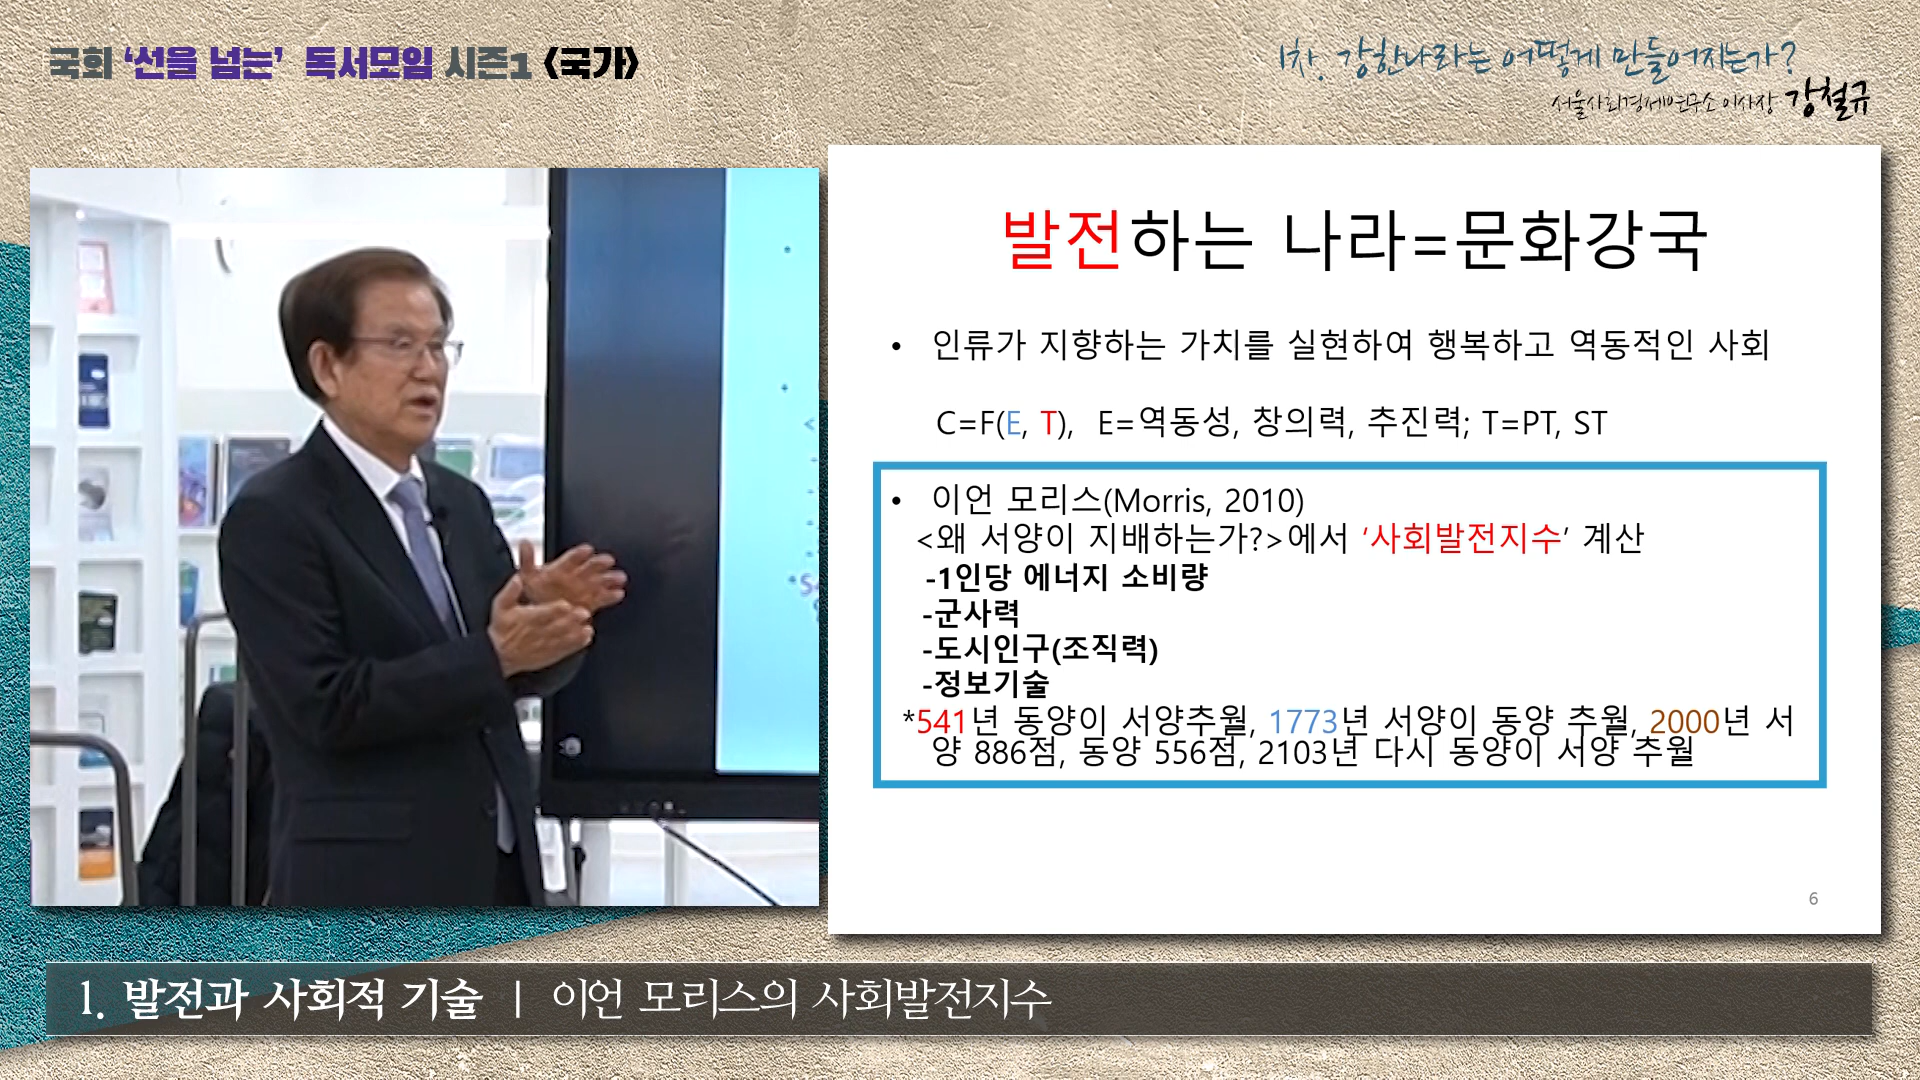 국회 ‘선을 넘는’ 독서모임 시즌1 〈국가〉
1차. 강한나라는 어떻게 만들어지는가?
서울사회경제연구소 이사장 강철규
발전하는 나라=문화강국
• 인류가 지향하는 가치를 실현하여 행복하고 역동적인 사회
C=F(E, T), E=역동성, 창의력, 추진력; T=PT, ST
• 이언 모리스(Morris, 2010)
<왜 서양이 지배하는가?>에서 ‘사회발전지수’ 계산
-1인당 에너지 소비량
-군사력
-도시인구(조직력)
-정보기술
*541년 동양이 서양추월, 1773년 서양이 동양 추월, 2000년 서
양 886점, 동양 556점, 2103년 다시 동양이 서양 추월
6
1. 발전과 사회적 기술 | 이언 모리스의 사회발전지수